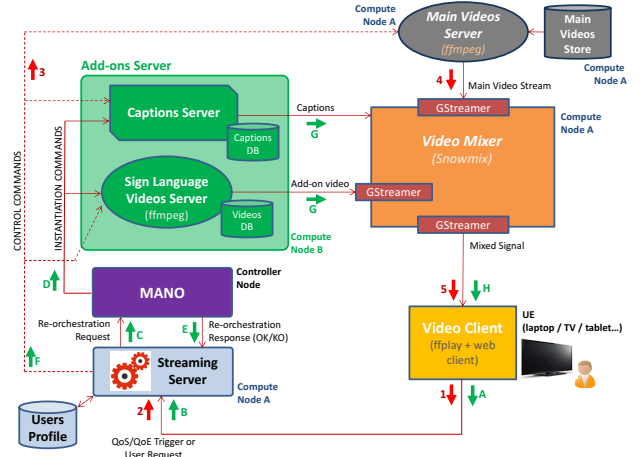 Compute
Node A
Main Videos
Server
(ffmpeg)
Main
Videos
Store
Compute
Node A
3
4
Main Video Stream
Add-ons Server
Captions Server
Captions
DB
Captions
G
GStreamer
Compute
Node A
Video Mixer
(Snowmix)
Sign Language
Videos Server
(ffmpeg)
Videos
DB
Add-on video
G
GStreamer
GStreamer
Compute
Node B
CONTROL COMMANDS
INSTANTIATION COMMANDS
Mixed Signal
D
MANO
Controller
Node
5
H
Re-orchestration
Request
C
E
Re-orchestration
Response (OK/KO)
F
Streaming
Server
Compute
Node A
Users
Profile
2
B
QoS/QoE Trigger or
User Request
Video Client
(ffplay + web
client)
UE
(laptop / TV / tablet...)
1
A